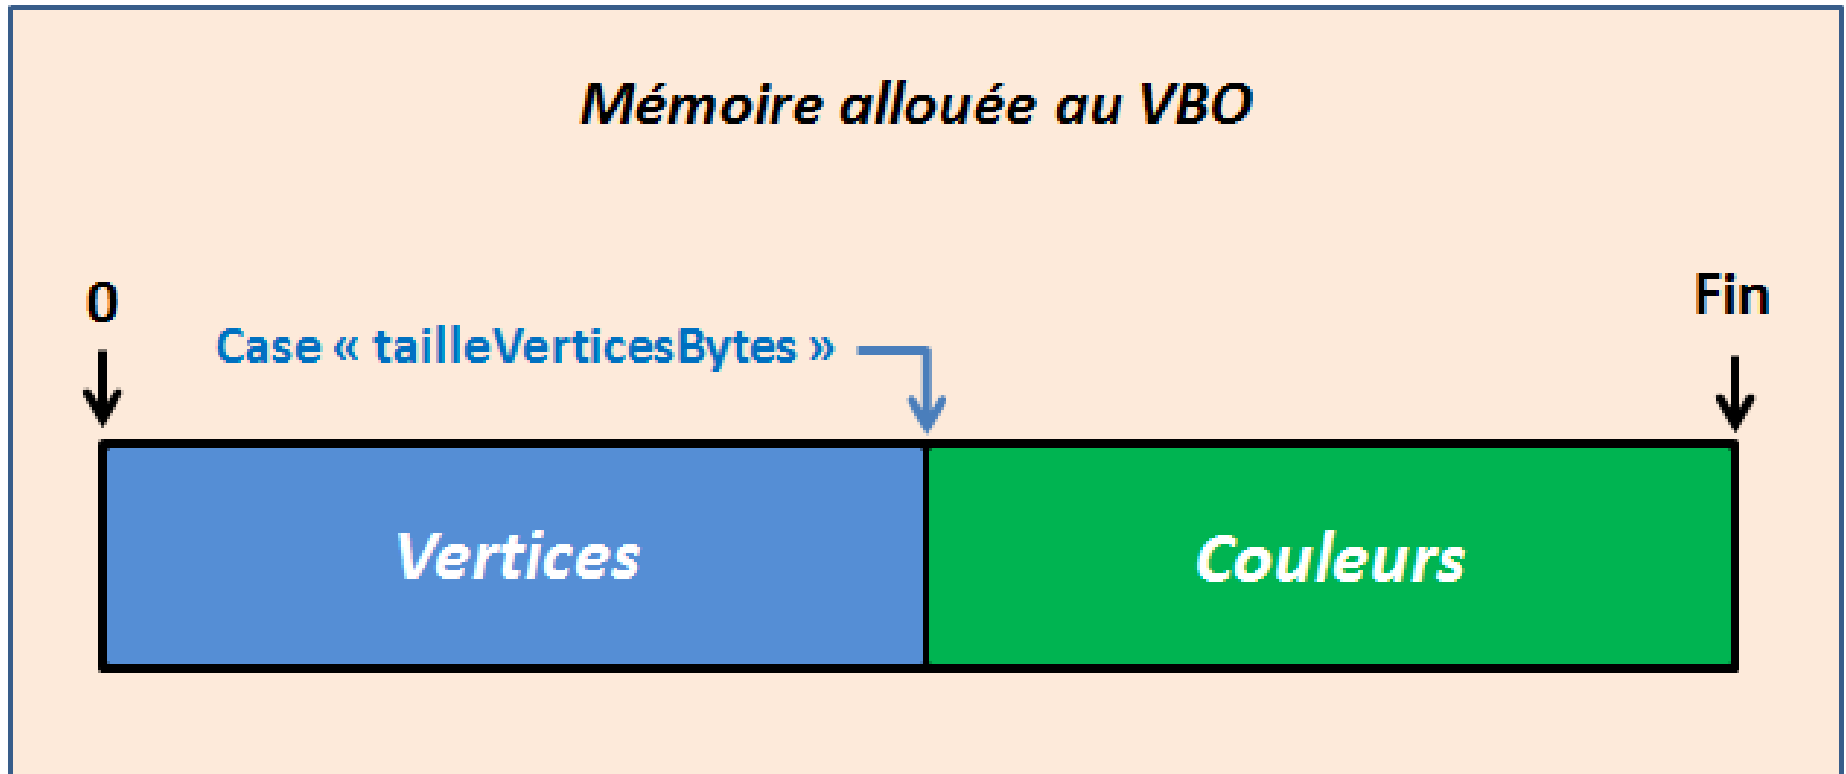 Mémoire allouée au VBO
0
Fin
Case « tailleVerticesBytes »
Vertices
Couleurs